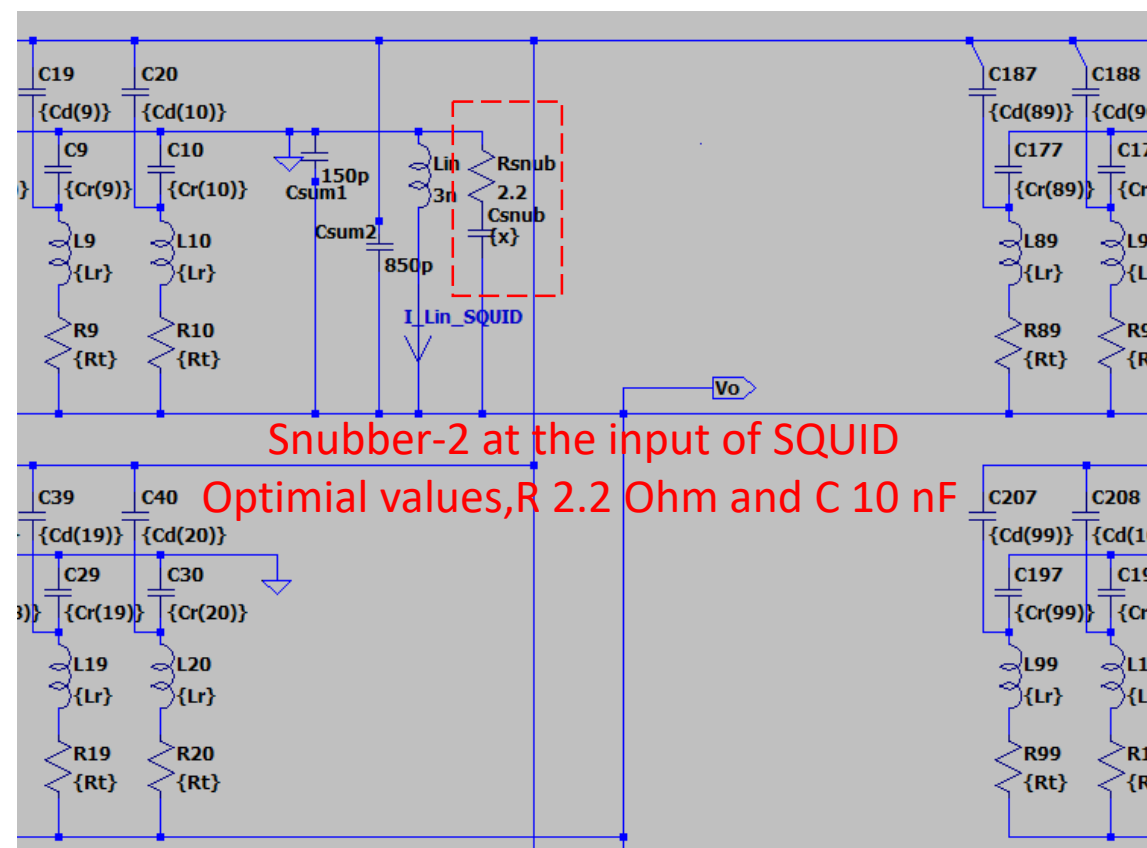 C19
C20
C187
C188
{Cd(9)}
{Cd(10)}
{Cd(89)}
C9
C10
C177
150p
Csum1
Lin
3n
Rsnub
2.2
{Cr(9)}
{Cr(10)}
{Cr(89)}
Csum2
850p
Csnub
{x}
L9
{Lr}
L10
{Lr}
L89
{Lr}
I_Lin_SQUID
R9
{Rt}
R10
{Rt}
R89
{Rt}
Vo
Snubber-2 at the input of SQUID
Optimial values,R 2.2 Ohm and C 10 nF
C39
C40
C207
C208
{Cd(19)}
{Cd(20)}
{Cd(99)}
C29
C30
C197
{Cr(19)}
{Cr(20)}
{Cr(99)}
L19
{Lr}
L20
{Lr}
L99
{Lr}
R19
{Rt}
R20
{Rt}
R99
{Rt}